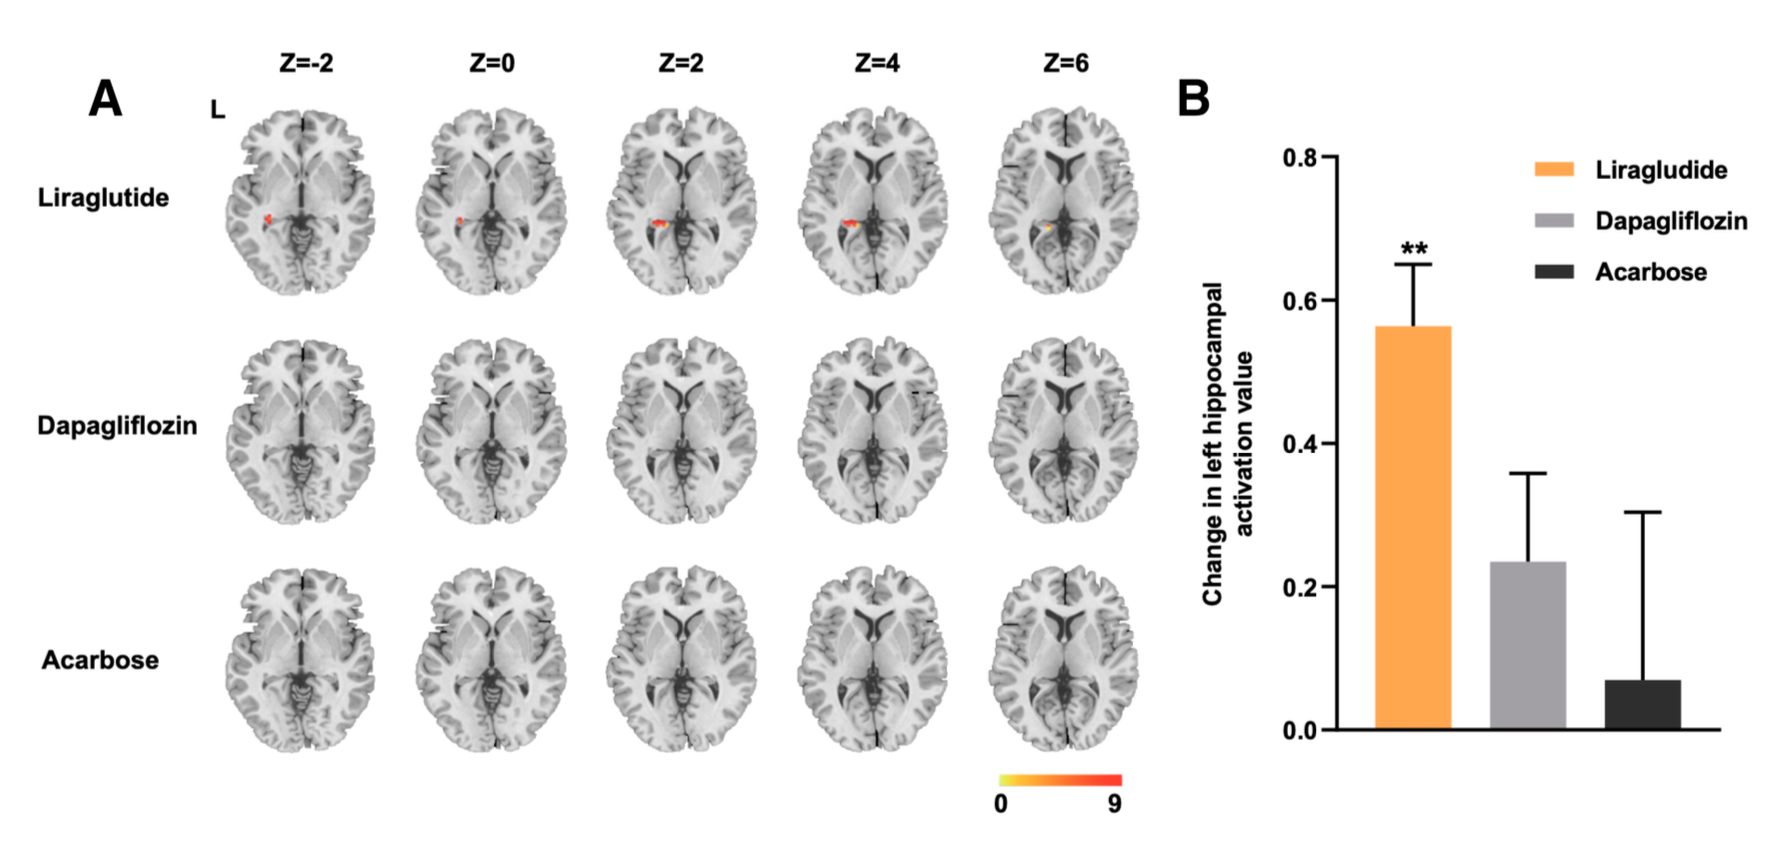 A
B
Z=-2
Z=0
Z=2
Z=4
Z=6
L
Liraglutide
Dapagliflozin
Acarbose
0
9
Change in left hippocampal
activation value
0.8
0.6
0.4
0.2
0.0
**
Liragludide
Dapagliflozin
Acarbose